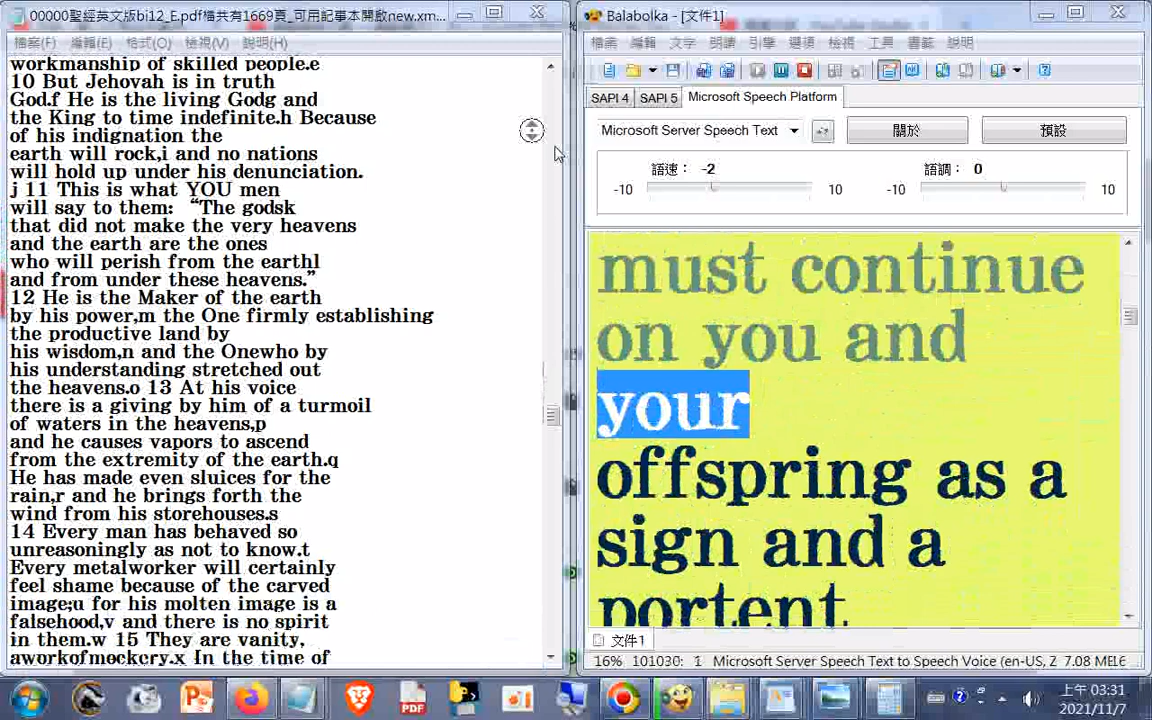 00000聖經英文版bi12_E.pdf檔共有1669頁_可用記事本開啟new.xm...
檔案(F) 編輯(E) 格式(O) 檢視(V) 說明(H)
workmanship of skilled people.e
10 But Jehovah is in truth
God.f He is the living Godg and
the King to time indefinite.h Because
of his indignation the
earth will rock,i and no nations
will hold up under his denunciation.
j 11 This is what YOU men
will say to them: “The godsk
that did not make the very heavens
and the earth are the ones
who will perish from the earthl
and from under these heavens.”
12 He is the Maker of the earth
by his power,m the One firmly establishing
the productive land by
his wisdom,n and the Onewho by
his understanding stretched out
the heavens.o 13 At his voice
there is a giving by him of a turmoil
of waters in the heavens,p
and he causes vapors to ascend
from the extremity of the earth.q
He has made even sluices for the
rain,r and he brings forth the
wind from his storehouses.s
14 Every man has behaved so
unreasoningly as not to know.t
Every metalworker will certainly
feel shame because of the carved
image;u for his molten image is a
falsehood,v and there is no spirit
in them.w 15 They are vanity,
aworkofmockcry.x In the time of
Balabolka - [文件1]
檔案 編輯 文字 朗讀 引擎 選項 檢視 工具 書籤 說明
SAPI 4 SAPI 5 Microsoft Speech Platform
Microsoft Server Speech Text 關於 預設
語速： -2 語調： 0
-10 10 -10 10
must continue
on you and
your
offspring as a
sign and a
portent.
文件1
16% 101030: 1 Microsoft Server Speech Text to Speech Voice (en-US, Z 7.08 МБ
上午 03:31
2021/11/7